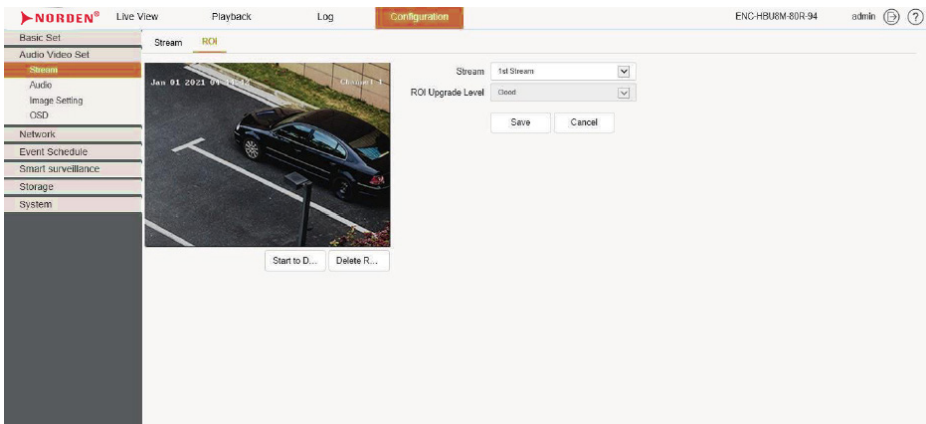 NORDEN® Live View Playback Log Configuration ENC-HBU8M-80R-94 admin ?
Basic Set
Stream ROI
Audio Video Set
Stream
Audio
Image Setting
OSD
Network
Event Schedule
Smart surveillance
Storage
System
Jan 01 2021
Channel 1
Stream 1st Stream
ROI Upgrade Level
Save Cancel
Start to D... Delete R...